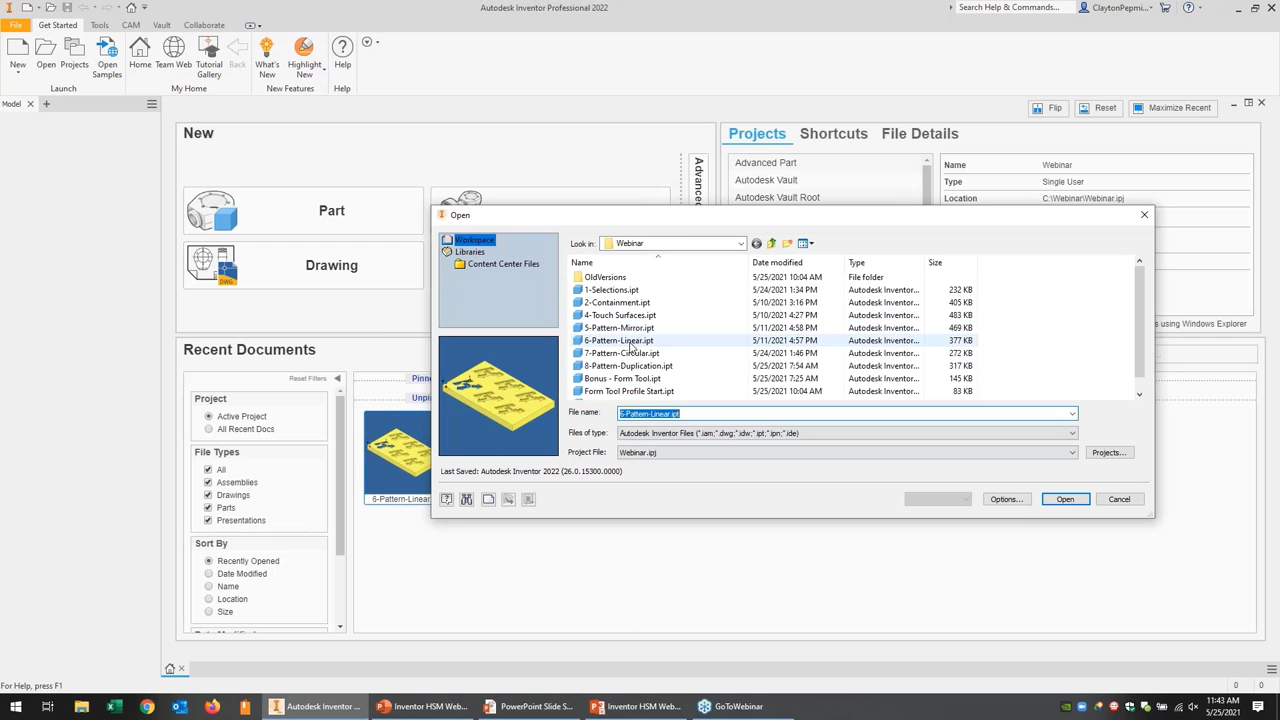 Autodesk Inventor Professional 2022
Search Help & Commands...
ClaytonPepmi...
File
Get Started
Tools
CAM
Vault
Collaborate
New
Open
Projects
Open
Samples
Home
Team Web
Tutorial
Gallery
Back
What's
New
Highlight
New
Help
Launch
My Home
New Features
Help
Model
Flip
Reset
Maximize Recent
New
Projects
Shortcuts
File Details
Advanced
Part
Drawing
Advanced Part
Autodesk Vault
Autodesk Vault Root
Name
Webinar
Type
Single User
Location
C:\Webinar\Webinar.ipj
Open
Workspace
Libraries
Content Center Files
Look in:
Webinar
Name
Date modified
Type
Size
OldVersions
5/25/2021 10:04 AM
File folder
1-Selections.ipt
5/24/2021 1:34 PM
Autodesk Inventor...
232 KB
2-Containment.ipt
5/10/2021 3:16 PM
Autodesk Inventor...
405 KB
4-Touch Surfaces.ipt
5/10/2021 4:27 PM
Autodesk Inventor...
483 KB
5-Pattern-Mirror.ipt
5/11/2021 4:58 PM
Autodesk Inventor...
469 KB
6-Pattern-Linear.ipt
5/11/2021 4:57 PM
Autodesk Inventor...
377 KB
7-Pattern-Circular.ipt
5/24/2021 1:46 PM
Autodesk Inventor...
272 KB
8-Pattern-Duplication.ipt
5/25/2021 7:54 AM
Autodesk Inventor...
317 KB
Bonus - Form Tool.ipt
5/25/2021 7:25 AM
Autodesk Inventor...
145 KB
Form Tool Profile Start.ipt
5/25/2021 10:04 AM
Autodesk Inventor...
83 KB
File name:
6-Pattern-Linear.ipt
Files of type:
Autodesk Inventor Files (*.iam;*.dwg;*.idw;*.ipt;*.ipn;*.ide)
Project File:
Webinar.ipj
Projects...
Last Saved: Autodesk Inventor 2022 (26.0.15300.0000)
Options...
Open
Cancel
s using Windows Explorer
Recent Documents
Reset Filters
Project
Active Project
All Recent Docs
File Types
All
Assemblies
Drawings
Parts
Presentations
Sort By
Recently Opened
Date Modified
Name
Location
Size
Pinne
Unpi
6-Pattern-Linear
For Help, press F1
0
0
Autodesk Inventor ...
Inventor HSM Web...
PowerPoint Slide S...
Inventor HSM Web...
GoToWebinar
11:43 AM
5/25/2021